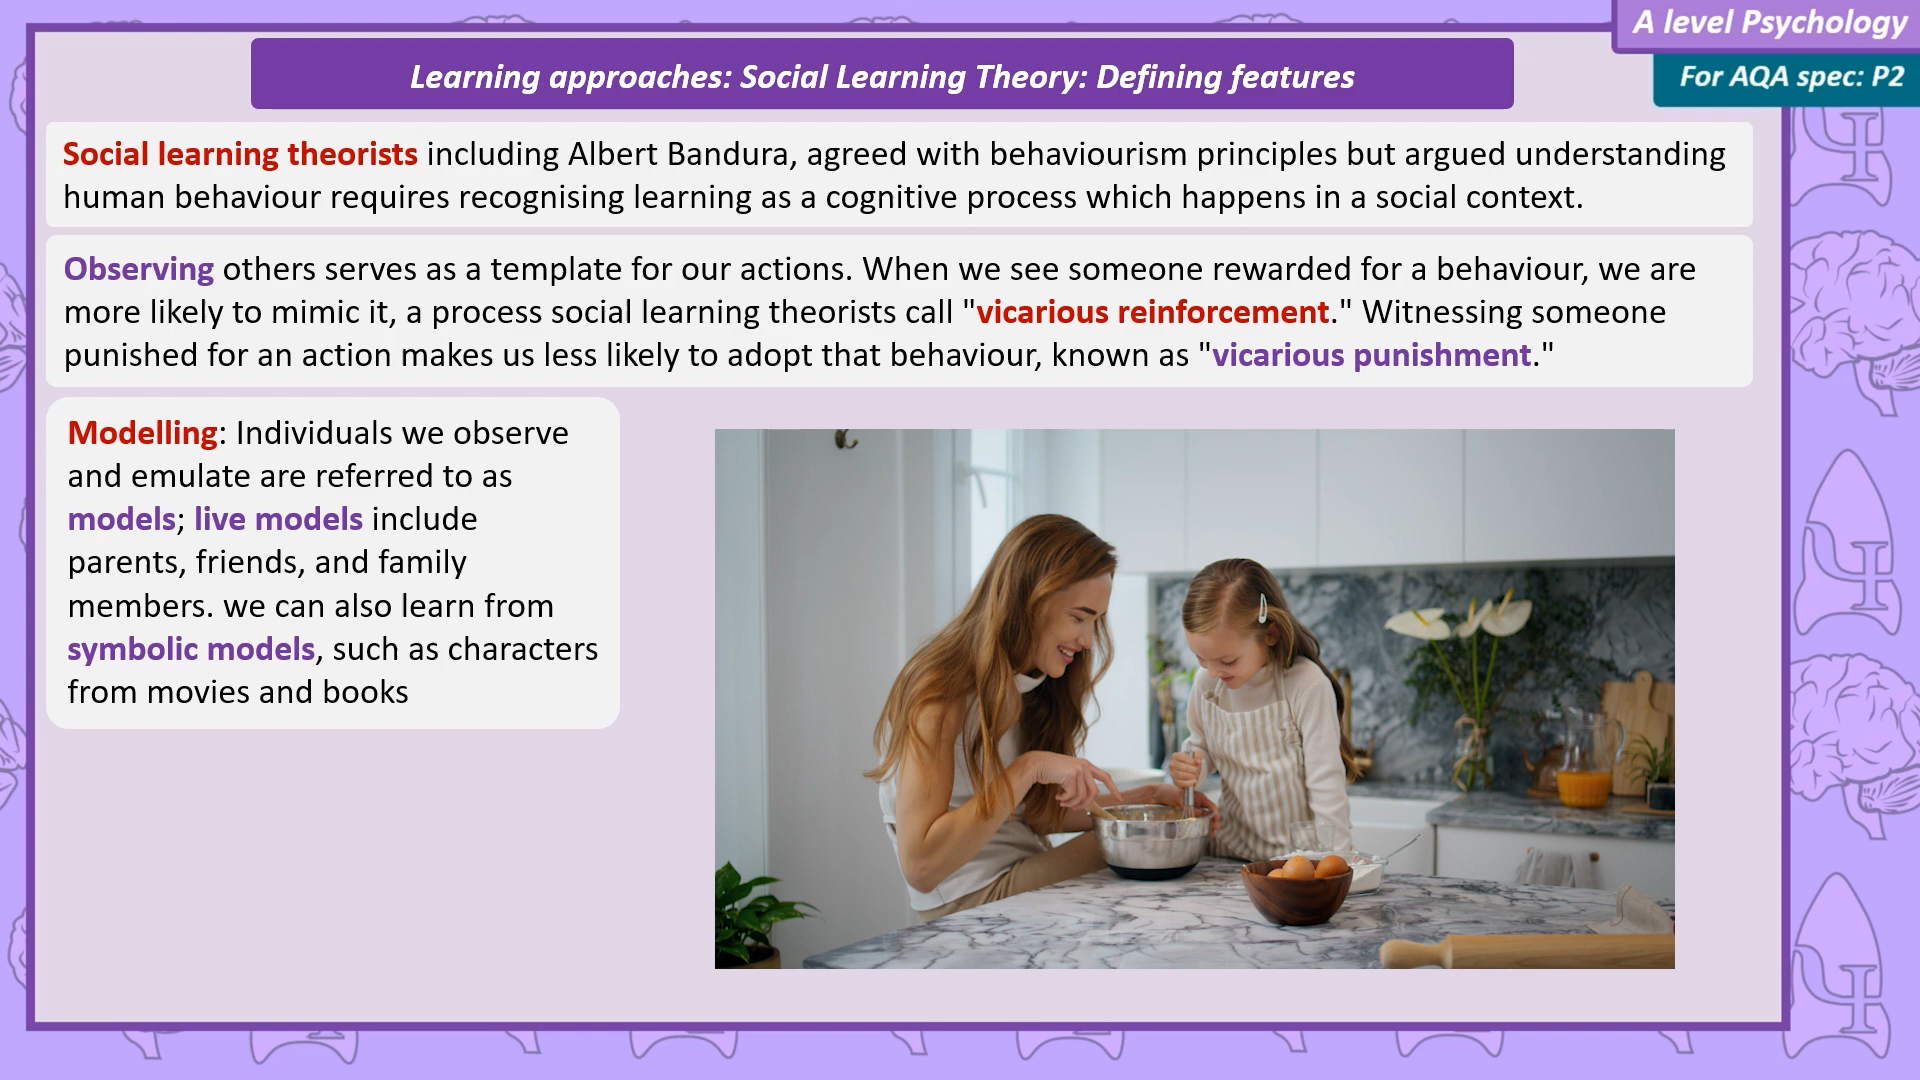 A level Psychology
For AQA spec: P2
Learning approaches: Social Learning Theory: Defining features
Social learning theorists including Albert Bandura, agreed with behaviourism principles but argued understanding
human behaviour requires recognising learning as a cognitive process which happens in a social context.
Observing others serves as a template for our actions. When we see someone rewarded for a behaviour, we are
more likely to mimic it, a process social learning theorists call "vicarious reinforcement." Witnessing someone
punished for an action makes us less likely to adopt that behaviour, known as "vicarious punishment."
Modelling: Individuals we observe
and emulate are referred to as
models; live models include
parents, friends, and family
members. we can also learn from
symbolic models, such as characters
from movies and books